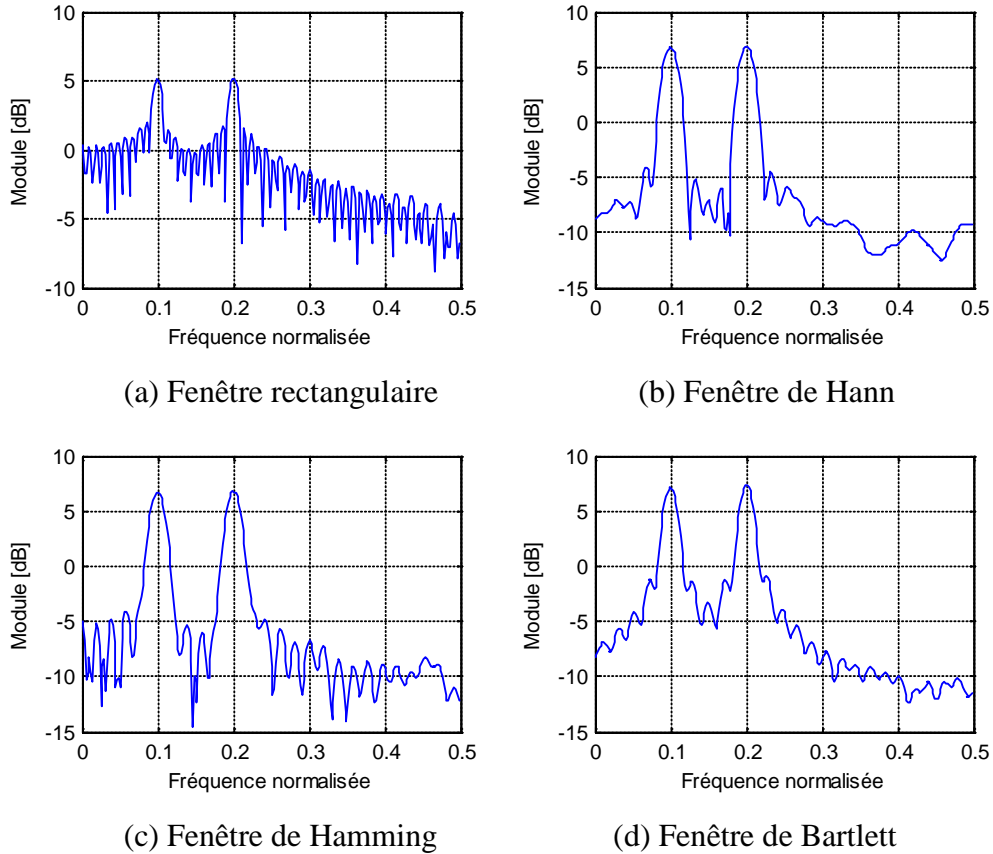 10
5
0
-5
-10
Module [dB]
0 0.1 0.2 0.3 0.4 0.5
Fréquence normalisée
(a) Fenêtre rectangulaire
10
5
0
-5
-10
-15
Module [dB]
0 0.1 0.2 0.3 0.4 0.5
Fréquence normalisée
(b) Fenêtre de Hann
10
5
0
-5
-10
-15
Module [dB]
0 0.1 0.2 0.3 0.4 0.5
Fréquence normalisée
(c) Fenêtre de Hamming
10
5
0
-5
-10
-15
Module [dB]
0 0.1 0.2 0.3 0.4 0.5
Fréquence normalisée
(d) Fenêtre de Bartlett